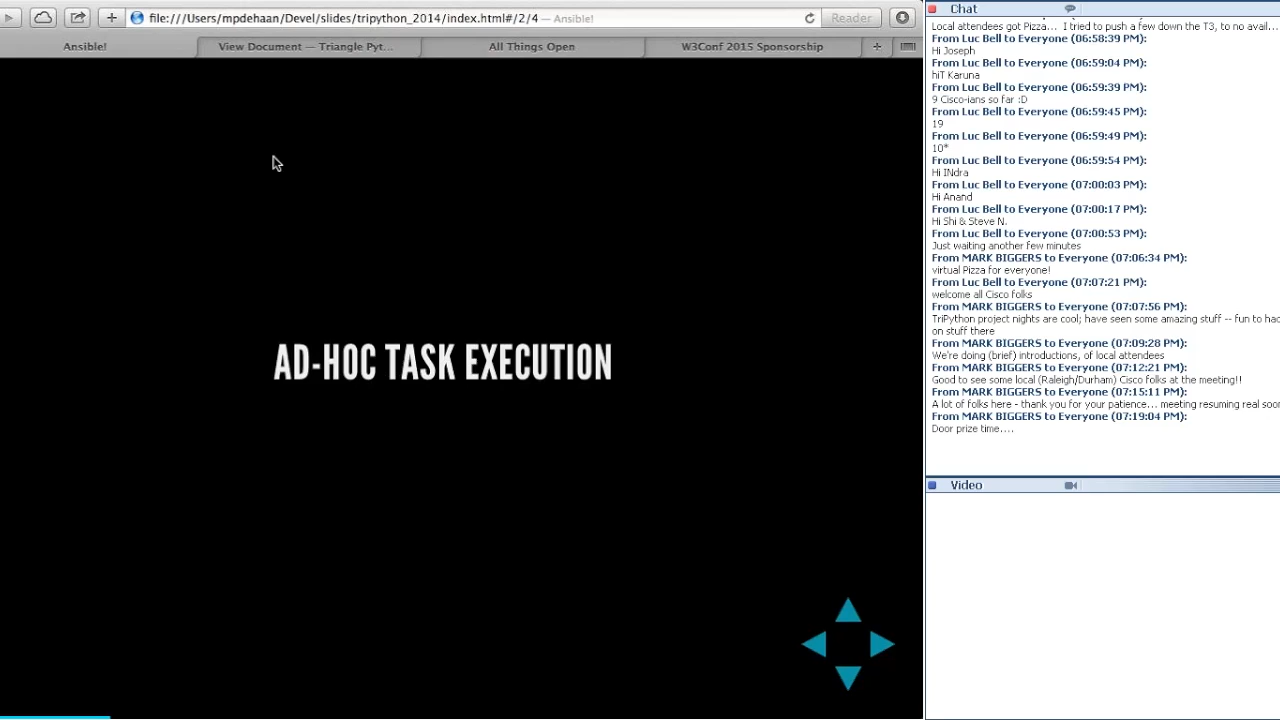 file:///Users/mpdehaan/Devel/slides/tripython_2014/index.html#/2/4 — Ansible!
Reader
Ansible!
View Document — Triangle Pyt...
All Things Open
W3Conf 2015 Sponsorship
AD-HOC TASK EXECUTION
Chat
Local attendees got Pizza... I tried to push a few down the T3, to no avail...
From Luc Bell to Everyone (06:58:39 PM):
Hi Joseph
From Luc Bell to Everyone (06:59:04 PM):
hiT Karuna
From Luc Bell to Everyone (06:59:39 PM):
9 Cisco-ians so far :D
From Luc Bell to Everyone (06:59:45 PM):
19
From Luc Bell to Everyone (06:59:49 PM):
10*
From Luc Bell to Everyone (06:59:54 PM):
Hi INdra
From Luc Bell to Everyone (07:00:03 PM):
Hi Anand
From Luc Bell to Everyone (07:00:17 PM):
Hi Shi & Steve N.
From Luc Bell to Everyone (07:00:53 PM):
Just waiting another few minutes
From MARK BIGGERS to Everyone (07:06:34 PM):
virtual Pizza for everyone!
From Luc Bell to Everyone (07:07:21 PM):
welcome all Cisco folks
From MARK BIGGERS to Everyone (07:07:56 PM):
TriPython project nights are cool; have seen some amazing stuff -- fun to hac
on stuff there
From MARK BIGGERS to Everyone (07:09:28 PM):
We're doing (brief) introductions, of local attendees
From MARK BIGGERS to Everyone (07:12:21 PM):
Good to see some local (Raleigh/Durham) Cisco folks at the meeting!!
From MARK BIGGERS to Everyone (07:15:11 PM):
A lot of folks here - thank you for your patience... meeting resuming real soon
From MARK BIGGERS to Everyone (07:19:04 PM):
Door prize time....
Video